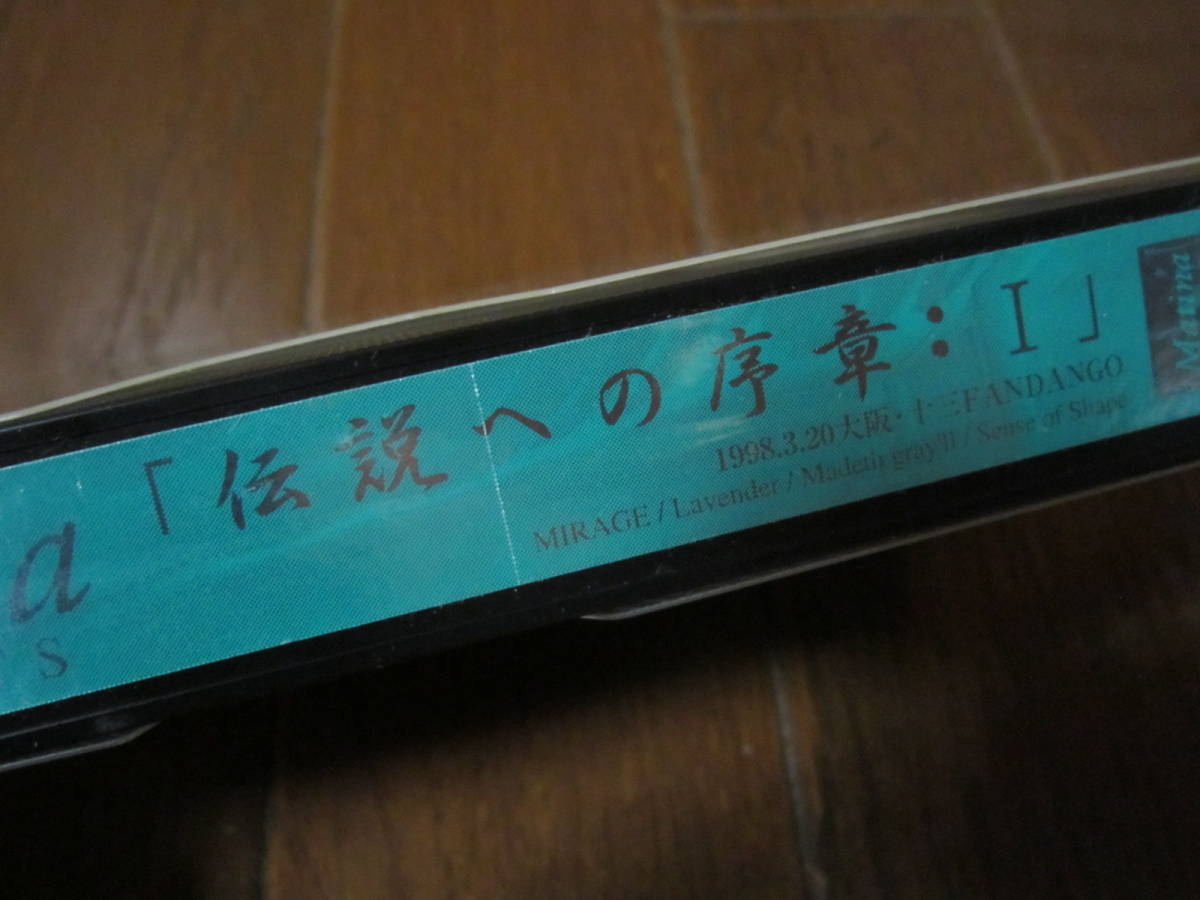 「伝説への序章：I」
1998.3.20大阪・十三FANDANGO
MIRAGE / Lavender / Madeth gray'll / Sense of Shape
a
s
Matina